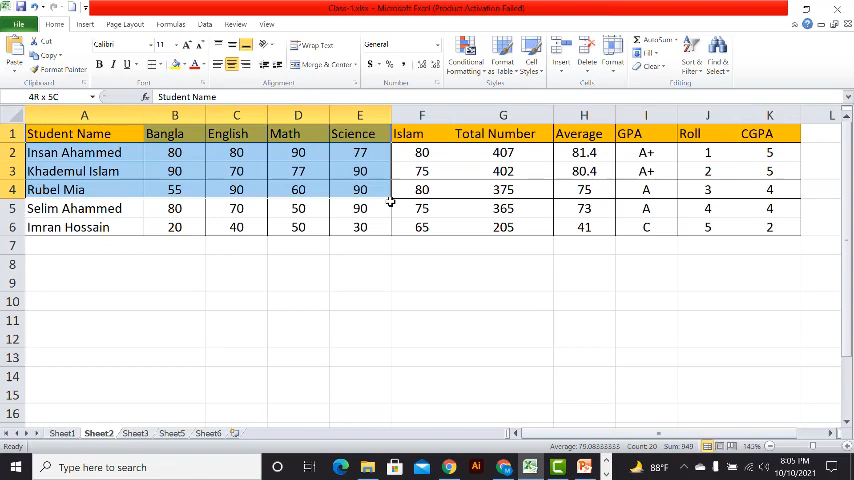 Class-1.xlsx - Microsoft Excel (Product Activation Failed)
File Home Insert Page Layout Formulas Data Review View
Cut
Copy
Format Painter
Paste
Clipboard
Calibri 11
B I U
Font
Wrap Text
Merge & Center
Alignment
General
$ % ,
Number
Conditional Formatting
Format as Table
Cell Styles
Styles
Insert Delete Format
Cells
AutoSum
Fill
Clear
Sort & Filter
Find & Select
Editing
4R x 5C fx Student Name
A B C D E F G H I J K L
1 Student Name Bangla English Math Science Islam Total Number Average GPA Roll CGPA
2 Insan Ahammed 80 80 90 77 80 407 81.4 A+ 1 5
3 Khademul Islam 90 70 77 90 75 402 80.4 A+ 2 5
4 Rubel Mia 55 90 60 90 80 375 75 A 3 4
5 Selim Ahammed 80 70 50 90 75 365 73 A 4 4
6 Imran Hossain 20 40 50 30 65 205 41 C 5 2
7
8
9
10
11
12
13
14
15
16
Sheet1 Sheet2 Sheet3 Sheet5 Sheet6
Ready Average: 79.08333333 Count: 20 Sum: 949 145%
Type here to search
Ai
88°F
8:05 PM
10/10/2021